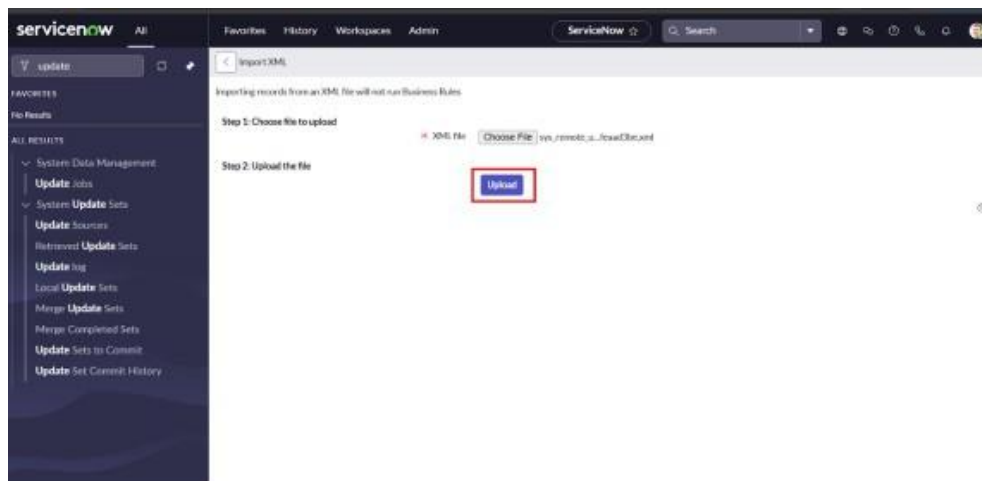 servicenow All Favorites History Workspaces Admin ServiceNow Search
update
Import XML
Importing records from an XML file will not run Business Rules
FAVORITES
No Results
ALL RESULTS
System Data Management
Update Jobs
System Update Sets
Update Sources
Retrieved Update Sets
Update log
Local Update Sets
Merge Update Sets
Merge Completed Sets
Update Sets to Commit
Update Set Commit History
Step 1: Choose file to upload
XML file Choose File
Step 2: Upload the file
Upload